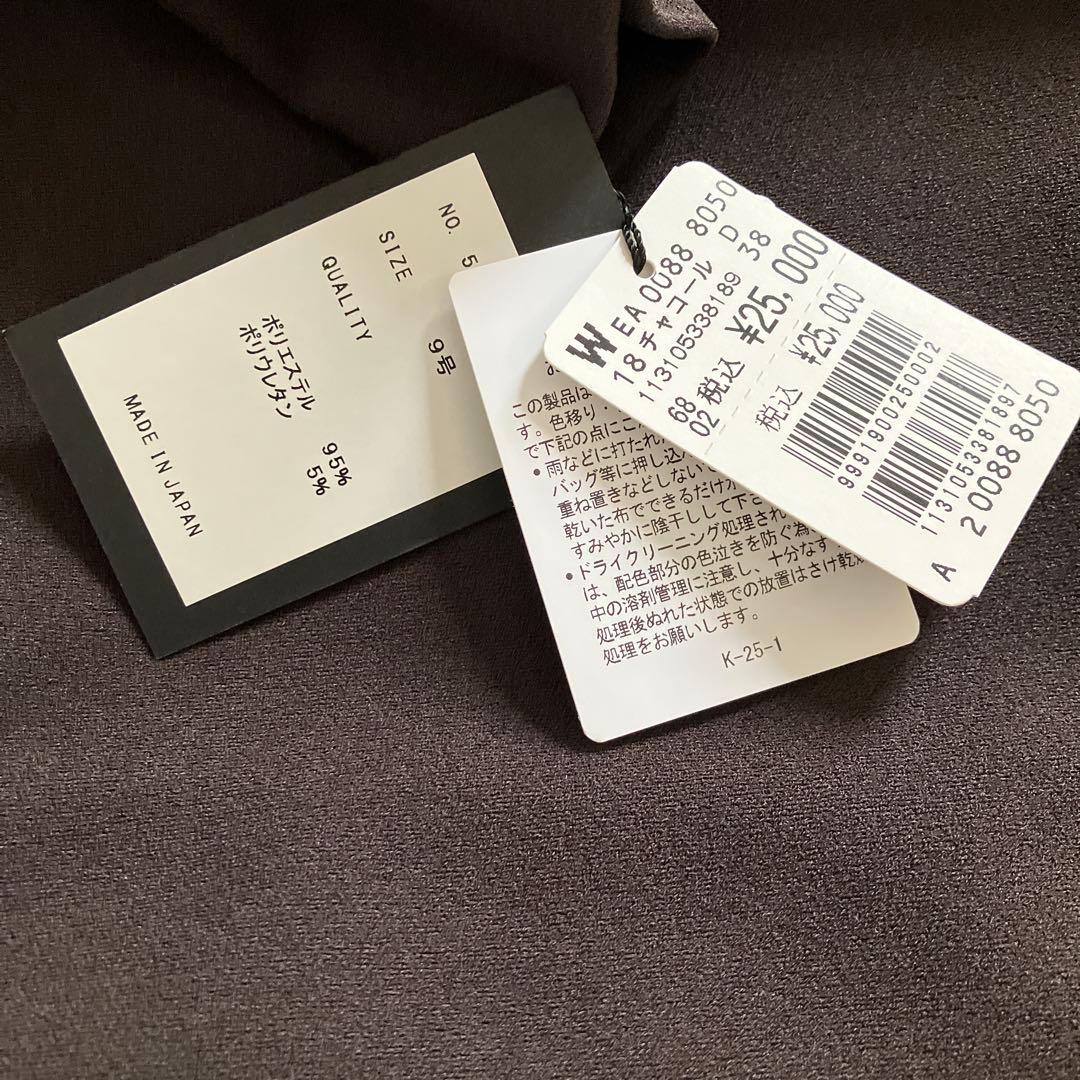 NO. 5
SIZE 9号
QUALITY
ポリエステル 95%
ポリウレタン 5%
MADE IN JAPAN
この製品は
す。色移り・
で下記の点にご
・雨などに打たれ
バッグ等に押し込
重ね置きなどしない
乾いた布でできるだけ
すみやかに陰干しして下さ
・ドライクリーニング処理され
は、配色部分の色泣きを防ぐ為
中の溶剤管理に注意し、十分なす
処理後ぬれた状態での放置はさけ乾
処理をお願いします。
K-25-1
W EA 0088 8050
18 チャコール D
113105338189 38
68
02 税込 ¥25,000
税込 ¥25,000
9991900250002
1131053381897
A 2 0088 8050